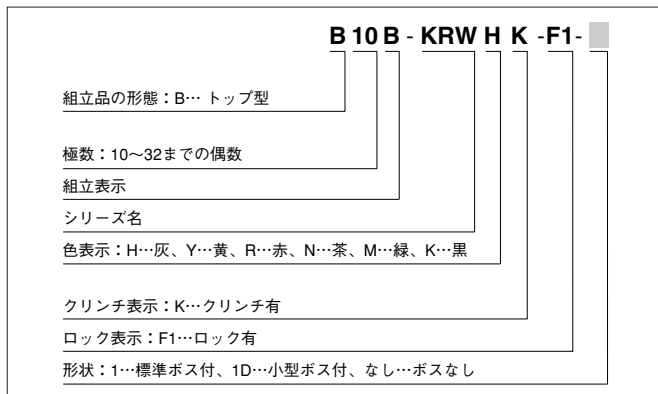 B 10 B - KRW H K -F1-
組立品の形態：B… トップ型
極数：10～32までの偶数
組立表示
シリーズ名
色表示：H…灰、Y…黄、R…赤、N…茶、M…緑、K…黒
クリンチ表示：K…クリンチ有
ロック表示：F1…ロック有
形状：1…標準ボス付、1D…小型ボス付、なし…ボスなし